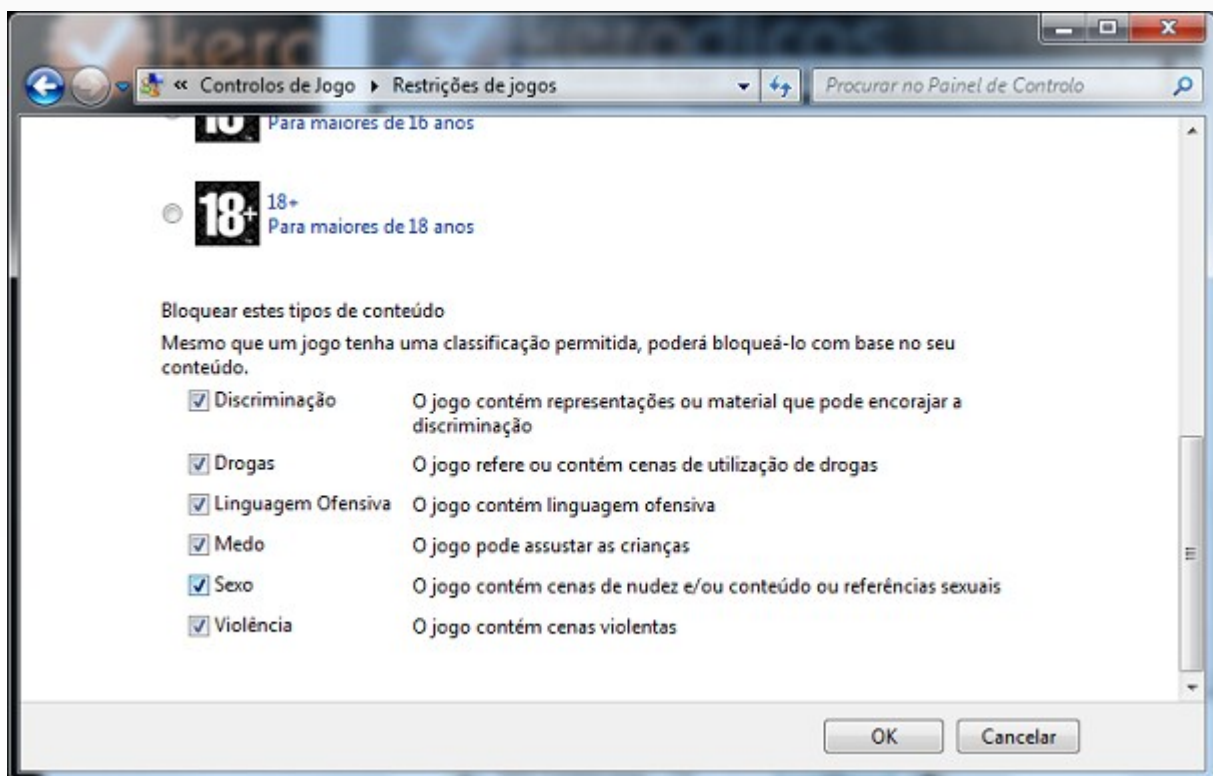 « Controlos de Jogo ▸ Restrições de jogos
Procurar no Painel de Controlo
Para maiores de 16 anos
18+
18+
Para maiores de 18 anos
Bloquear estes tipos de conteúdo
Mesmo que um jogo tenha uma classificação permitida, poderá bloqueá-lo com base no seu
conteúdo.
Discriminação O jogo contém representações ou material que pode encorajar a
discriminação
Drogas O jogo refere ou contém cenas de utilização de drogas
Linguagem Ofensiva O jogo contém linguagem ofensiva
Medo O jogo pode assustar as crianças
Sexo O jogo contém cenas de nudez e/ou conteúdo ou referências sexuais
Violência O jogo contém cenas violentas
OK Cancelar